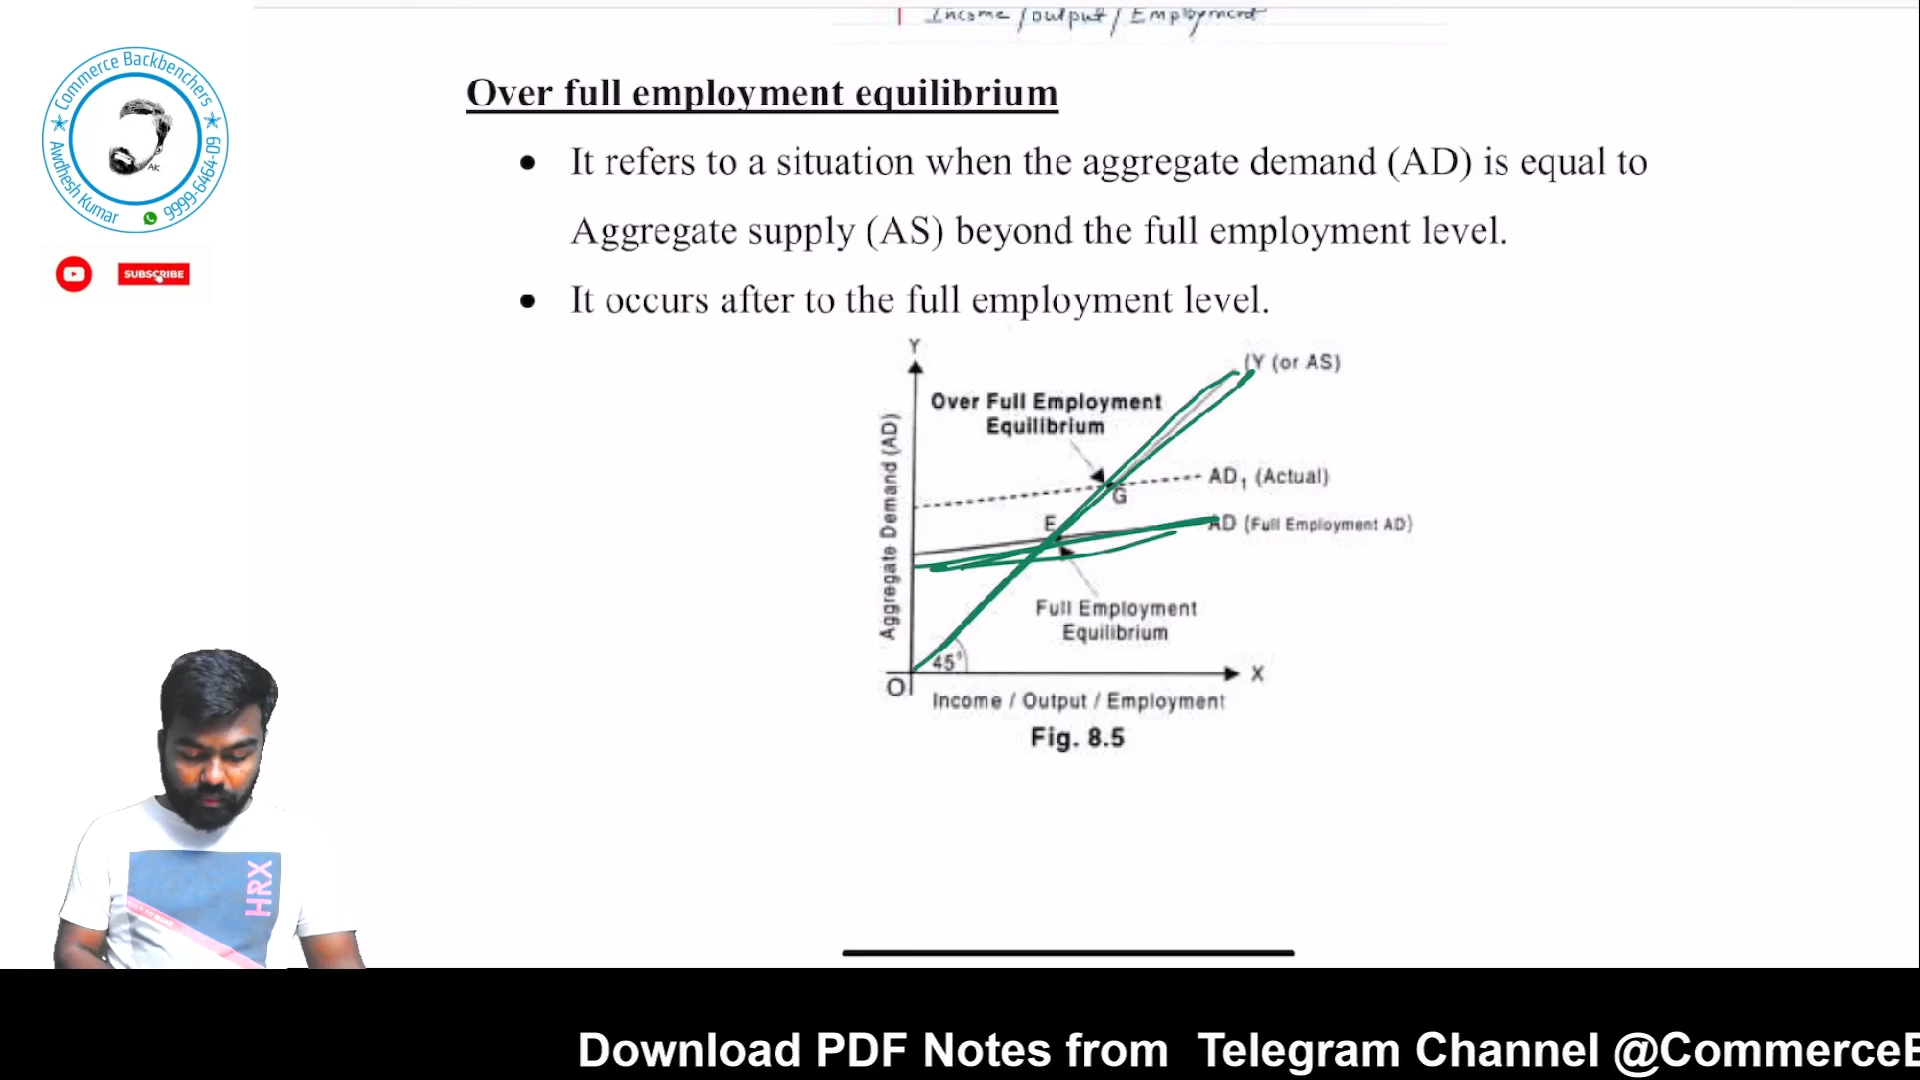 Income / Output / Employment
Commerce Backbenchers
Awdhesh Kumar
9999-6464-09
AK
SUBSCRIBE
Over full employment equilibrium
• It refers to a situation when the aggregate demand (AD) is equal to
Aggregate supply (AS) beyond the full employment level.
• It occurs after to the full employment level.
Y
(Y (or AS)
Over Full Employment
Equilibrium
Aggregate Demand (AD)
AD₁ (Actual)
G
E
AD (Full Employment AD)
Full Employment
Equilibrium
45°
O
X
Income / Output / Employment
Fig. 8.5
HRX
Download PDF Notes from Telegram Channel @CommerceB